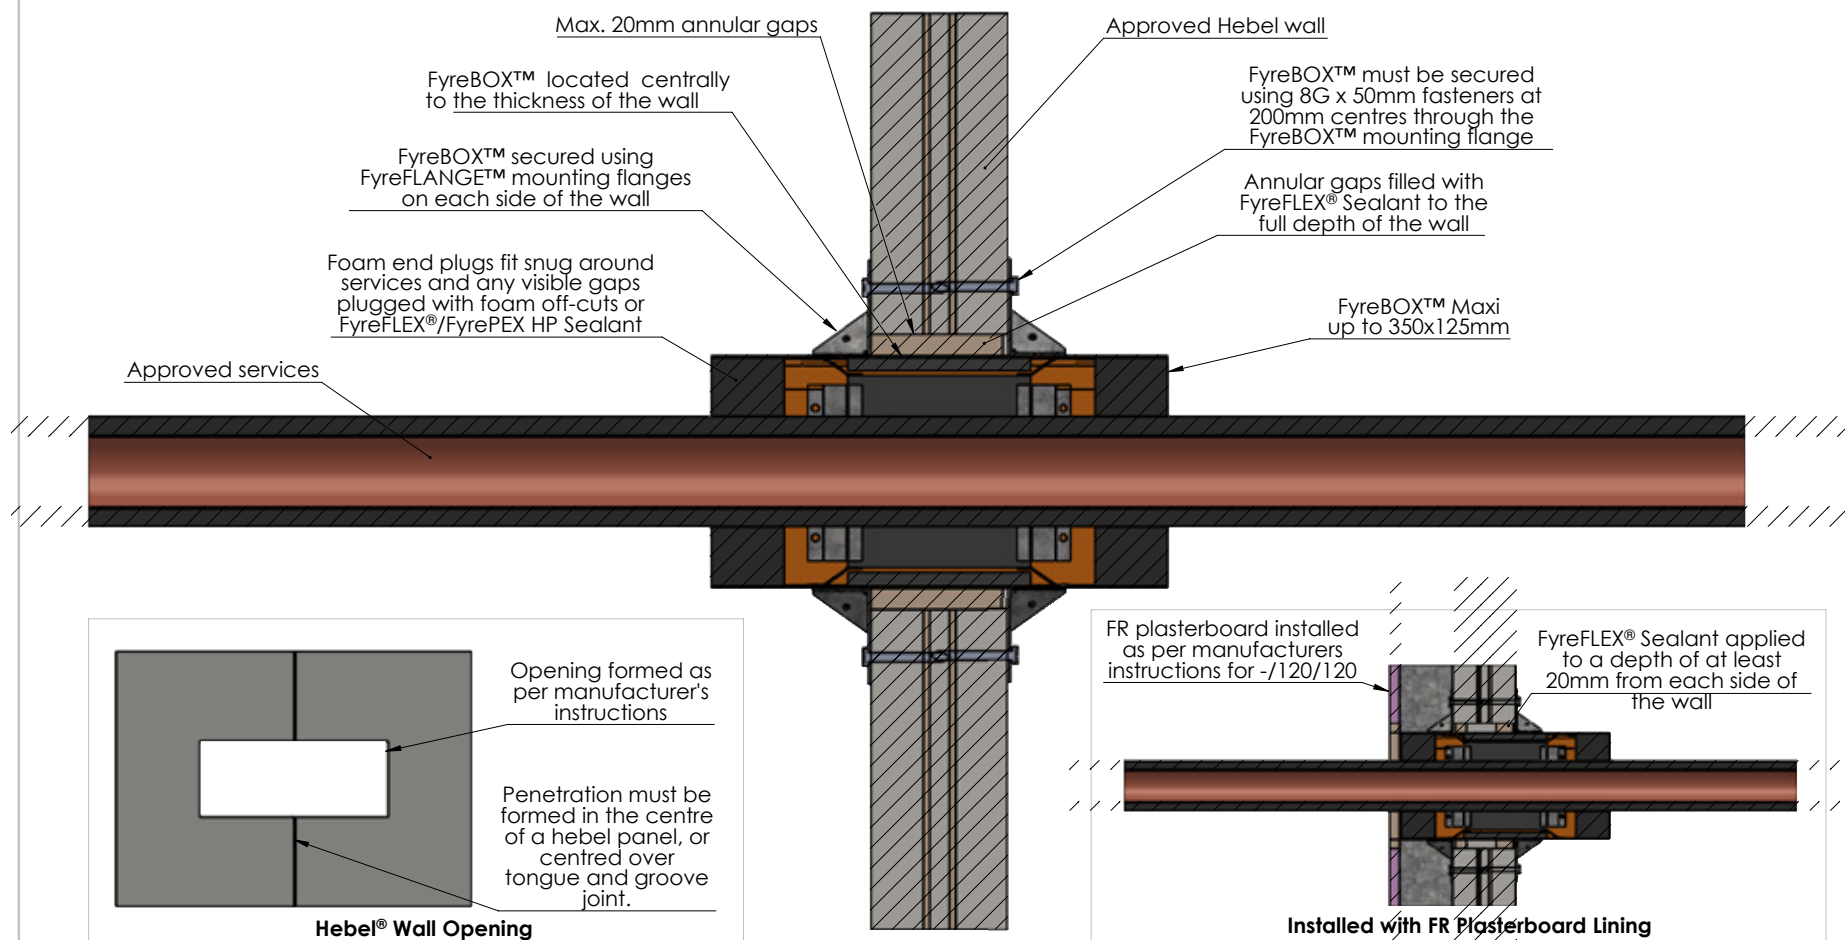 Max. 20mm annular gaps
Approved Hebel wall
FyreBOX™ located centrally
to the thickness of the wall
FyreBOX™ must be secured
using 8G x 50mm fasteners at
200mm centres through the
FyreBOX™ mounting flange
FyreBOX™ secured using
FyreFLANGE™ mounting flanges
on each side of the wall
Annular gaps filled with
FyreFLEX® Sealant to the
full depth of the wall
Foam end plugs fit snug around
services and any visible gaps
plugged with foam off-cuts or
FyreFLEX®/FyrePEX HP Sealant
FyreBOX™ Maxi
up to 350x125mm
Approved services
Opening formed as
per manufacturer's
instructions
Penetration must be
formed in the centre
of a hebel panel, or
centred over
tongue and groove
joint.
Hebel® Wall Opening
FR plasterboard installed
as per manufacturers
instructions for -/120/120
FyreFLEX® Sealant applied
to a depth of at least
20mm from each side of
the wall
Installed with FR Plasterboard Lining